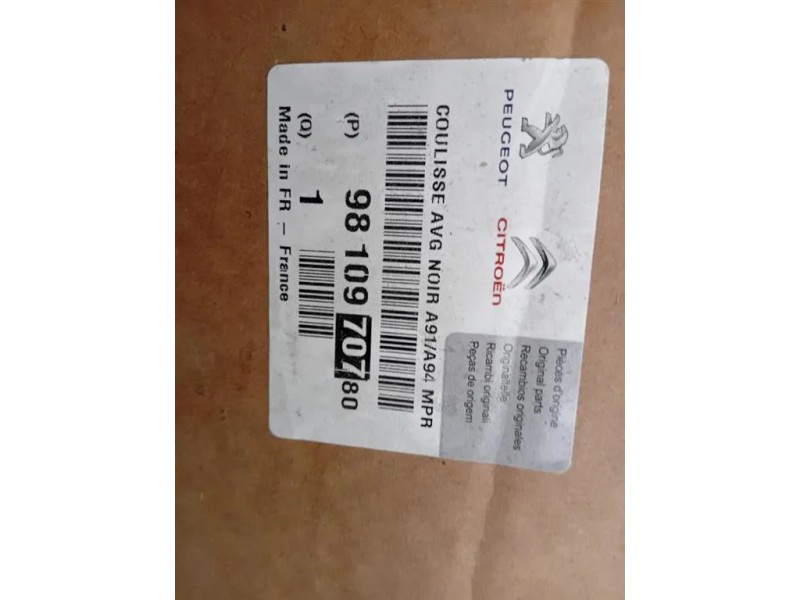 PEUGEOT CITROËN
Pièces d'origine
Original parts
Recambios originales
Originalteile
Ricambi originali
Peças de origem
COULISSE AVG NOIR A91/A94 MPR
(P) 98 109 707 80
(Q) 1
Made in FR – France